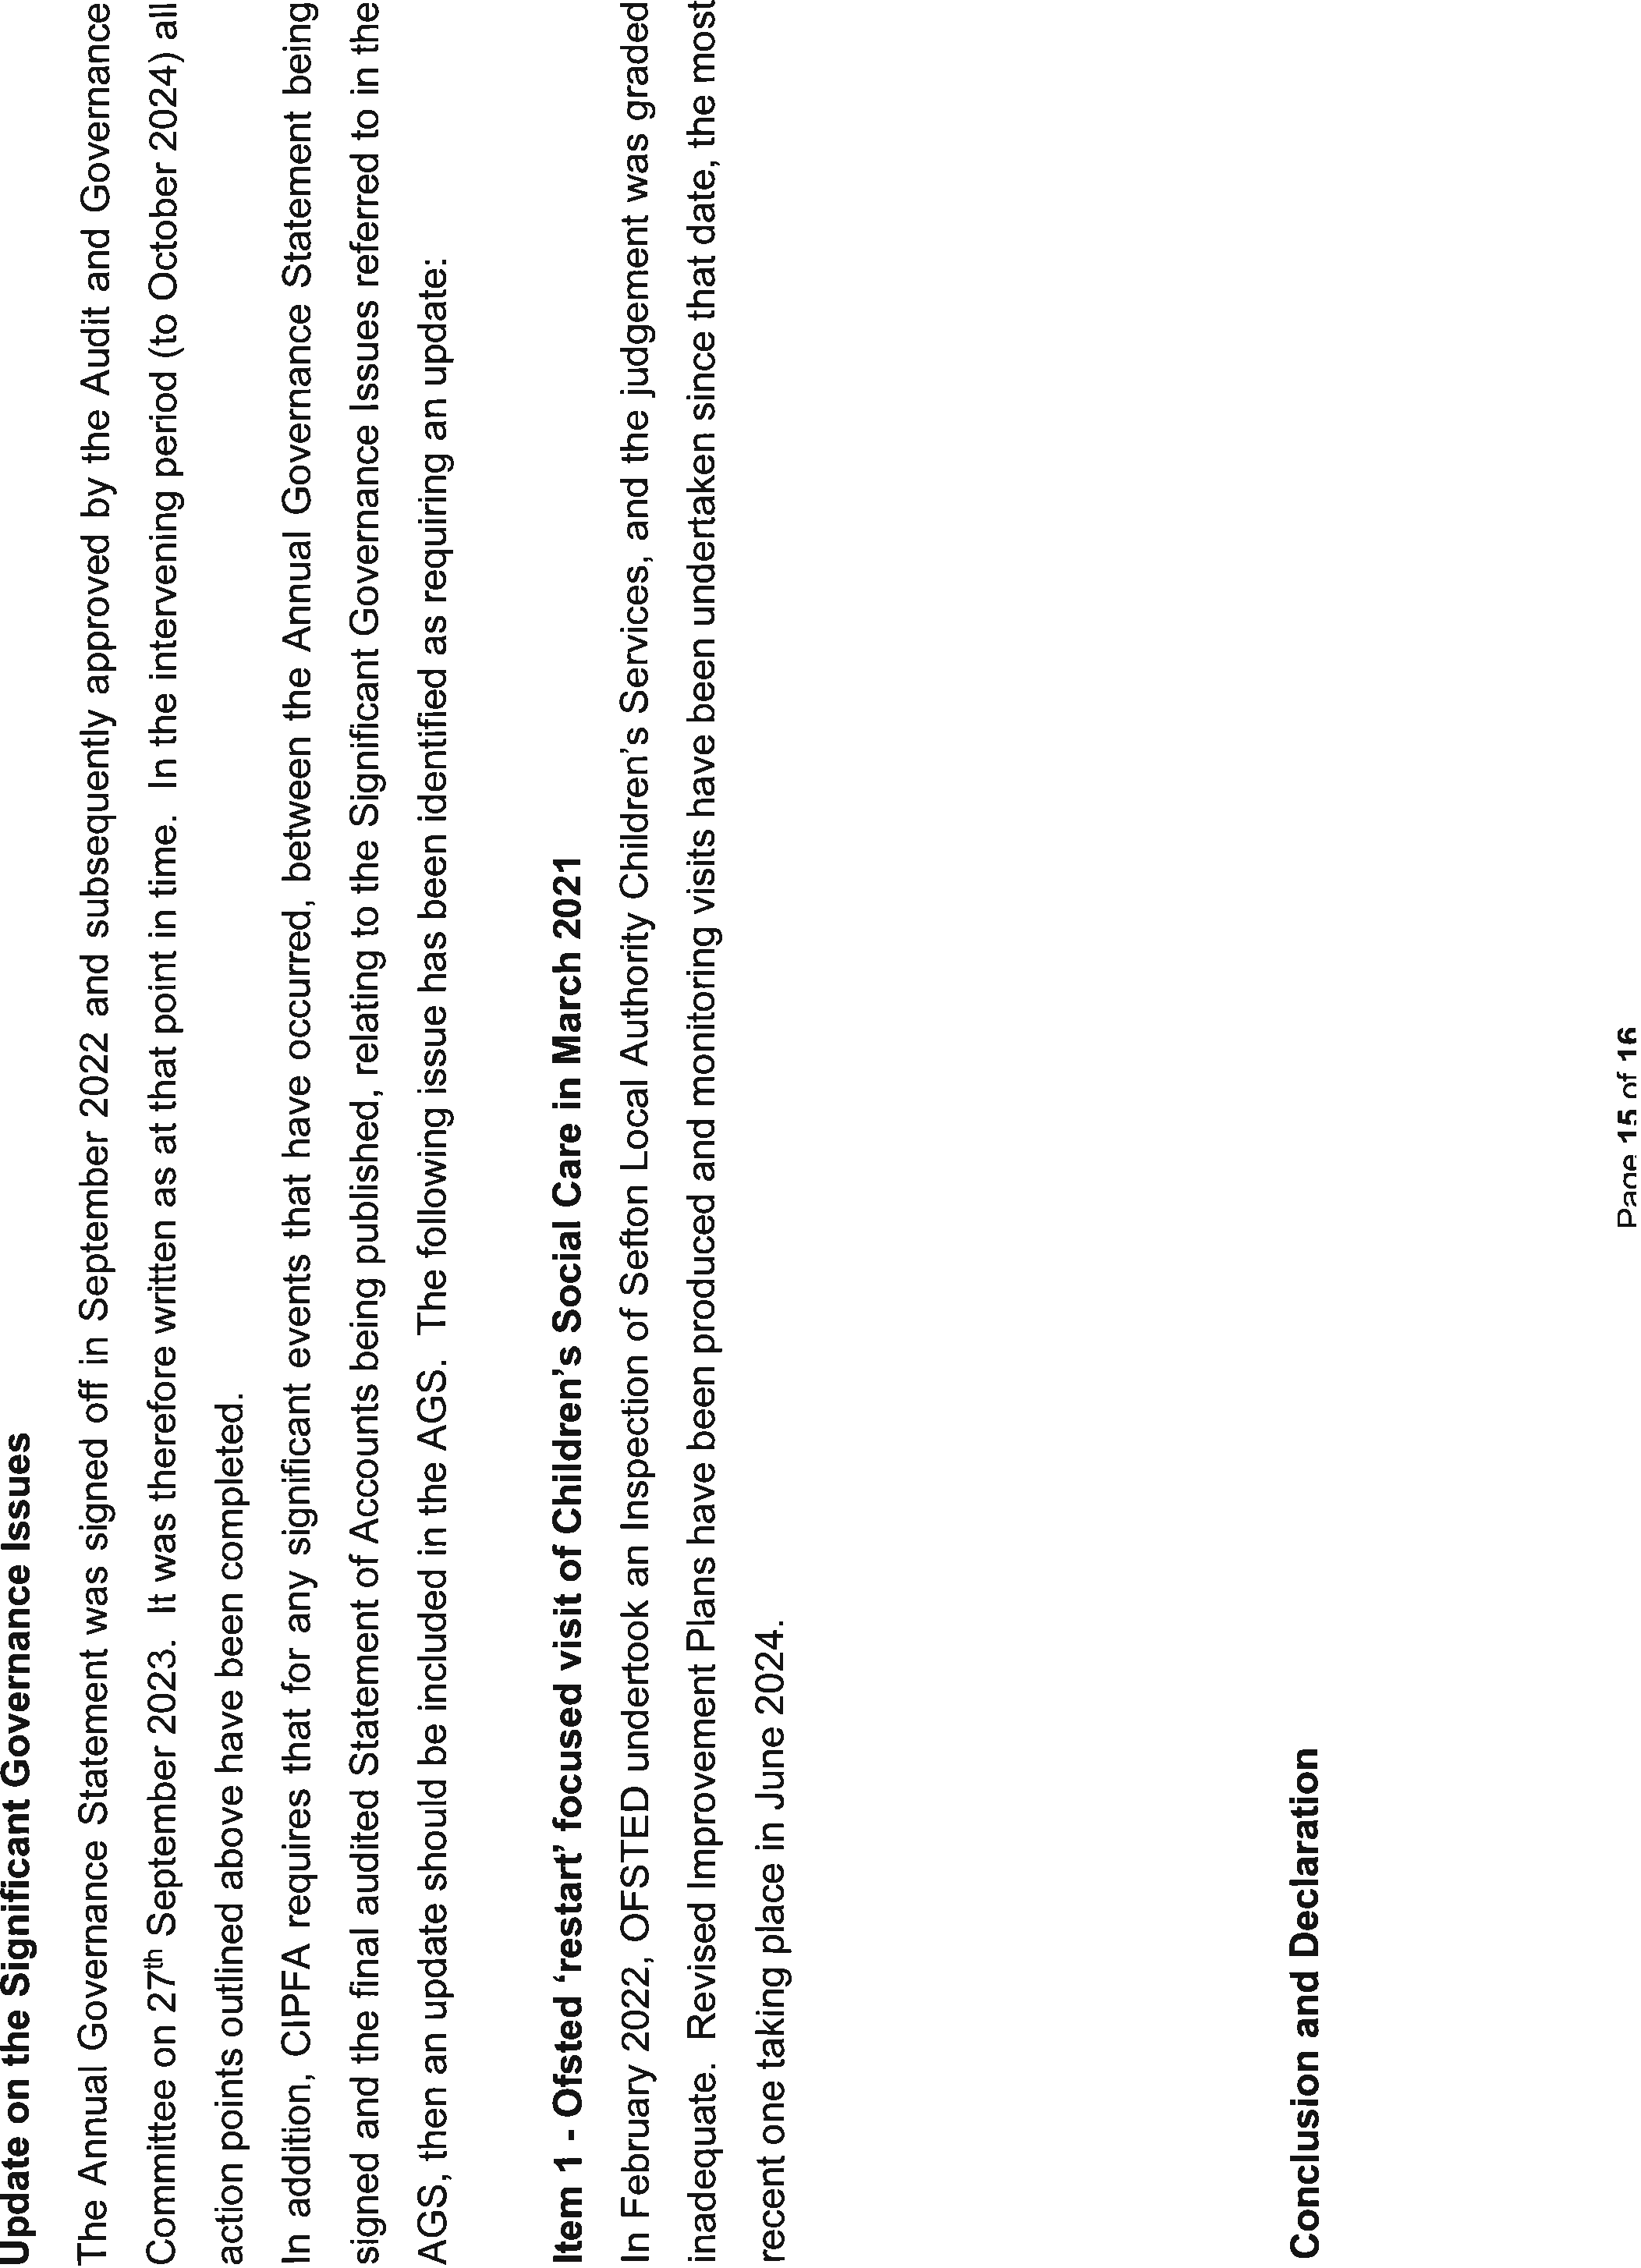 Update on the Significant Governance Issues
The Annual Governance Statement was signed off in September 2022 and subsequently approved by the Audit and Governance
Committee on 27th September 2023.  It was therefore written as at that point in time.  In the intervening period (to October 2024) all
action points outlined above have been completed.
In addition, CIPFA requires that for any significant events that have occurred, between the Annual Governance Statement being
signed and the final audited Statement of Accounts being published, relating to the Significant Governance Issues referred to in the
AGS, then an update should be included in the AGS.  The following issue has been identified as requiring an update:
Item 1 - Ofsted ‘restart’ focused visit of Children’s Social Care in March 2021
In February 2022, OFSTED undertook an Inspection of Sefton Local Authority Children’s Services, and the judgement was graded
inadequate.  Revised Improvement Plans have been produced and monitoring visits have been undertaken since that date, the most
recent one taking place in June 2024.
Conclusion and Declaration
Page 15 of 16